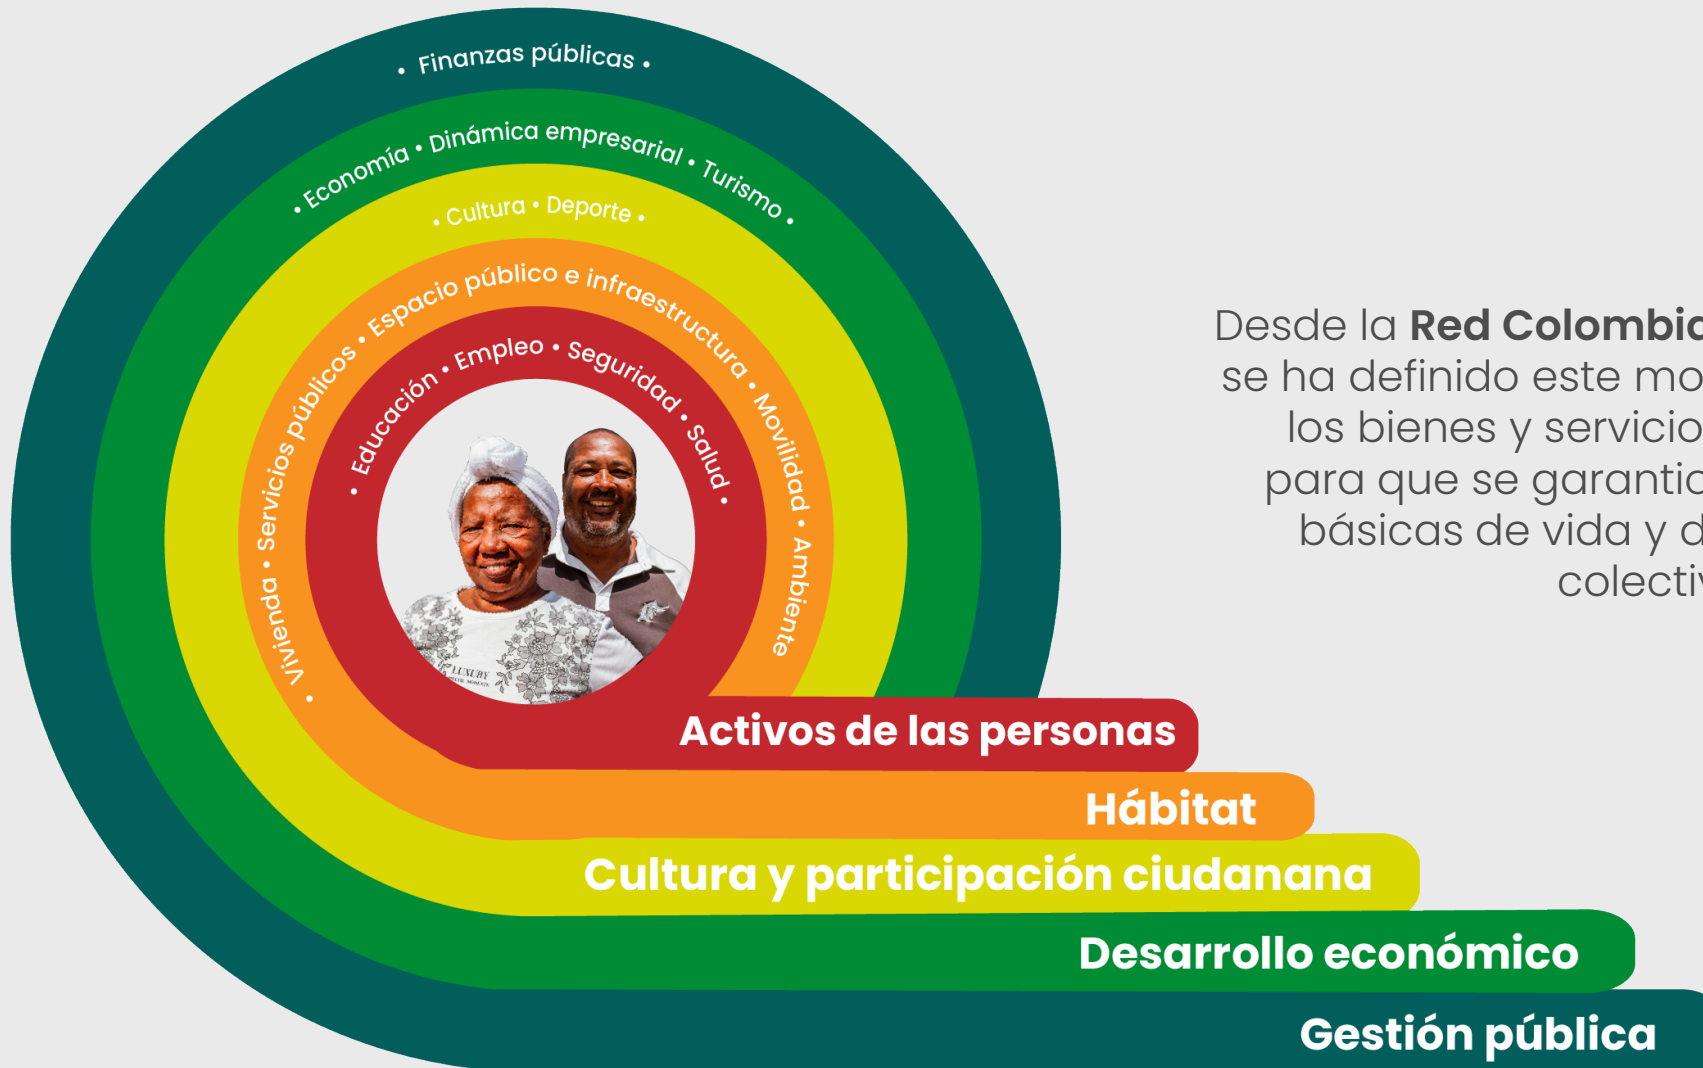 • Finanzas públicas •
• Economía • Dinámica empresarial • Turismo •
• Cultura • Deporte •
• Vivienda • Servicios públicos • Espacio público e infraestructura • Movilidad • Ambiente
• Educación • Empleo • Seguridad • Salud •
LUXURY
Desde la Red Colombia
se ha definido este mo
los bienes y servicio
para que se garantic
básicas de vida y d
colectiv
Activos de las personas
Hábitat
Cultura y participación ciudanana
Desarrollo económico
Gestión pública